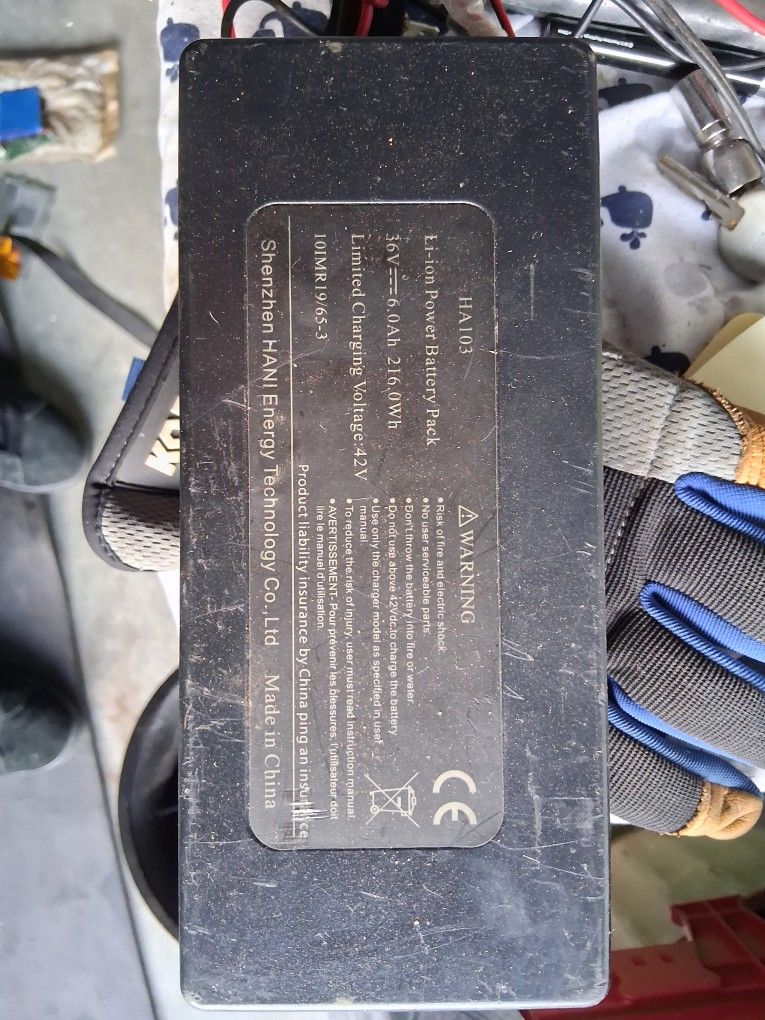 HA103
Li-ion Power Battery Pack
36V⎓6.0Ah 216.0Wh
Limited Charging Voltage:42V
10IMR19/65-3
⚠WARNING
•Risk of fire and electric shock
•No user serviceable parts.
•Don't throw the battery into fire or water.
•Do not use above 42Vdc to charge the battery
•Use only the charger model as specified in user
manual.
•To reduce the risk of injury, user must read instruction manual.
•AVERTISSEMENT- Pour prévenir les blessures, l'utilisateur doit
lire le manuel d'utilisation.
CE
Product liability insurance by China ping an insurance
Shenzhen HANI Energy Technology Co.,Ltd Made in China